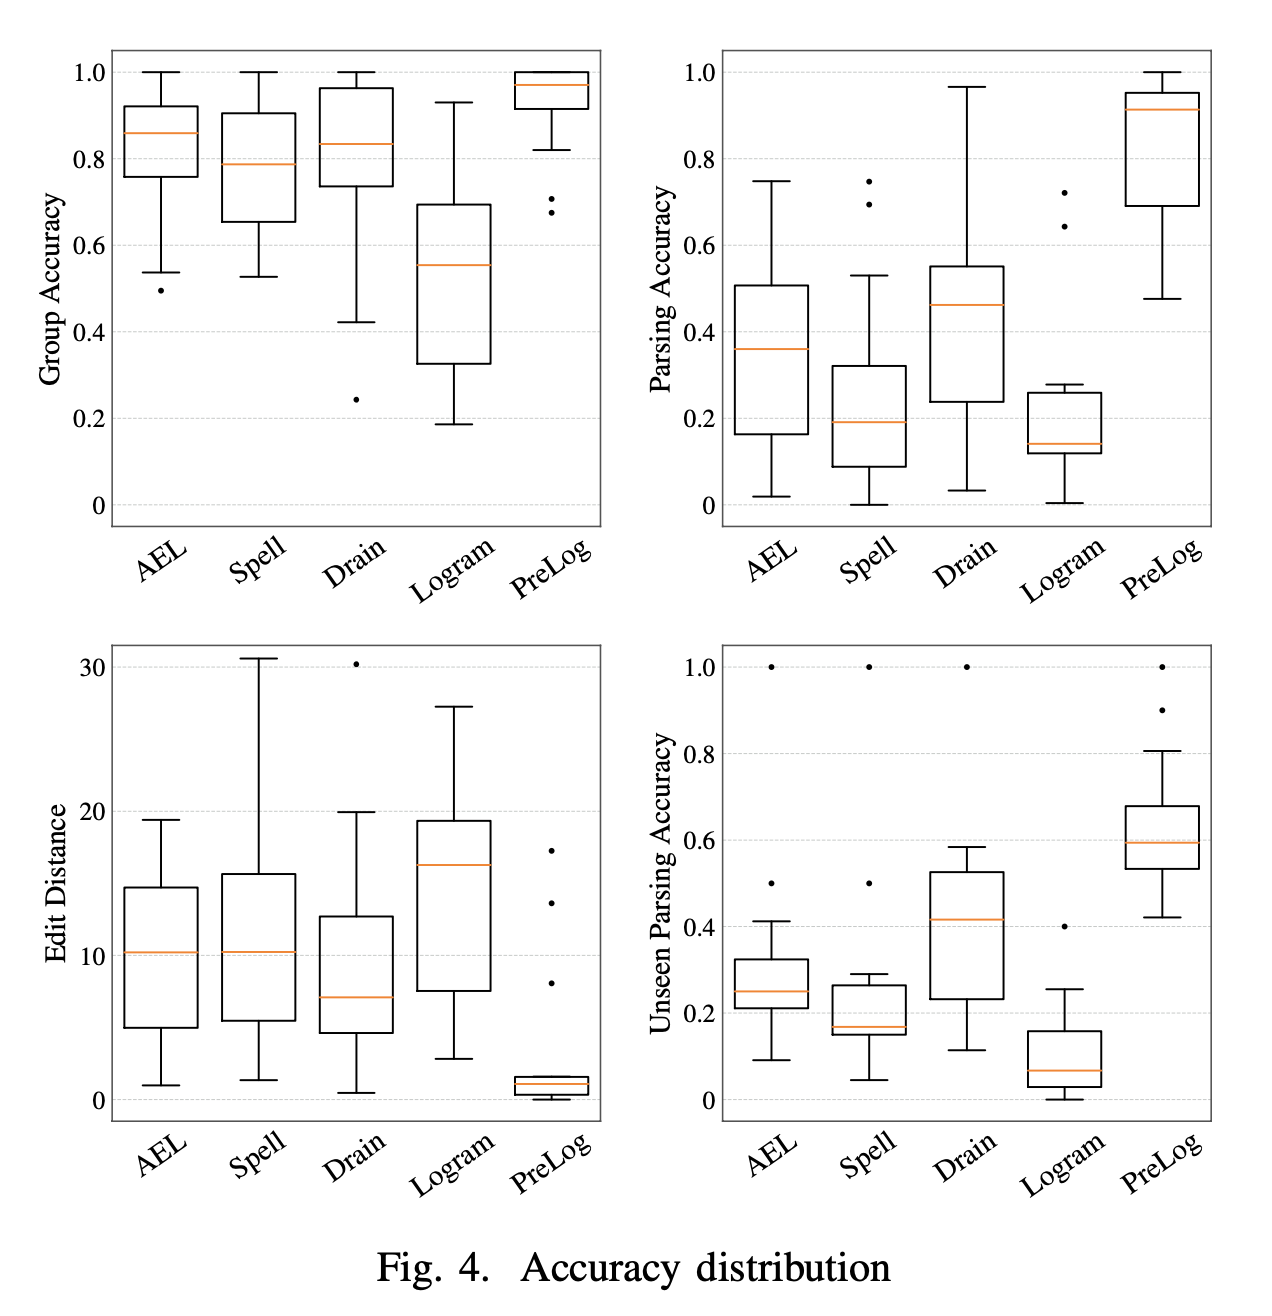 Group Accuracy
1.0
0.8
0.6
0.4
0.2
0
AEL
Spell
Drain
Logram
PreLog
Parsing Accuracy
1.0
0.8
0.6
0.4
0.2
0
AEL
Spell
Drain
Logram
PreLog
Edit Distance
30
20
10
0
AEL
Spell
Drain
Logram
PreLog
Unseen Parsing Accuracy
1.0
0.8
0.6
0.4
0.2
0
AEL
Spell
Drain
Logram
PreLog
Fig. 4. Accuracy distribution